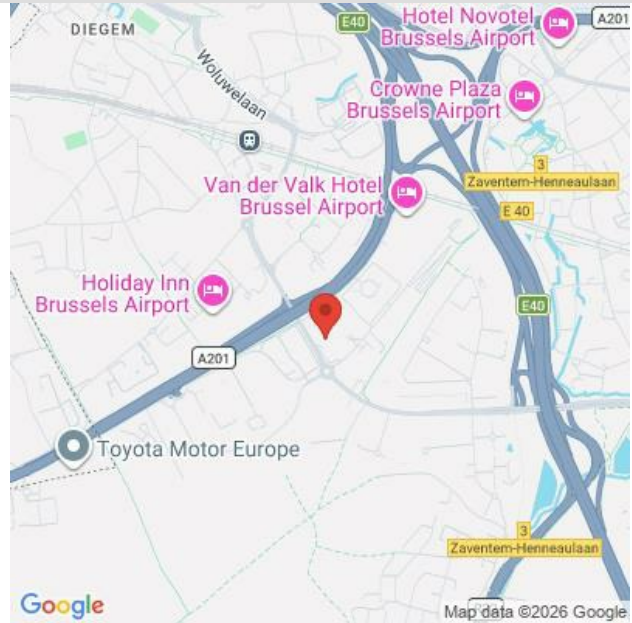 DIEGEM
E40
Hotel Novotel
Brussels Airport
A201
Woluwelaan
Crowne Plaza
Brussels Airport
3
Zaventem-Henneaulaan
Van der Valk Hotel
Brussel Airport
E 40
Holiday Inn
Brussels Airport
E40
A201
Toyota Motor Europe
3
Zaventem-Henneaulaan
Google
Map data ©2026 Google